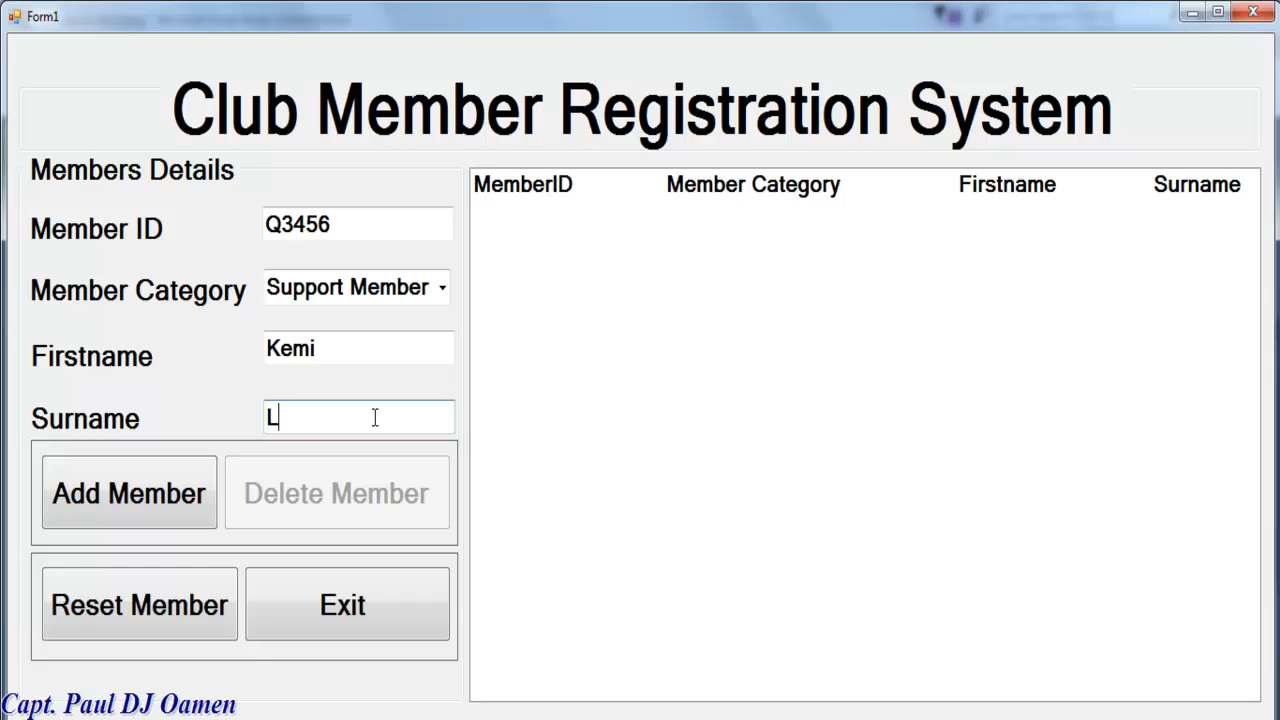 Form1
Club Member Registration System
Members Details
Member ID Q3456
Member Category Support Member
Firstname Kemi
Surname L
Add Member Delete Member
Reset Member Exit
MemberID Member Category Firstname Surname
Capt. Paul DJ Oamen